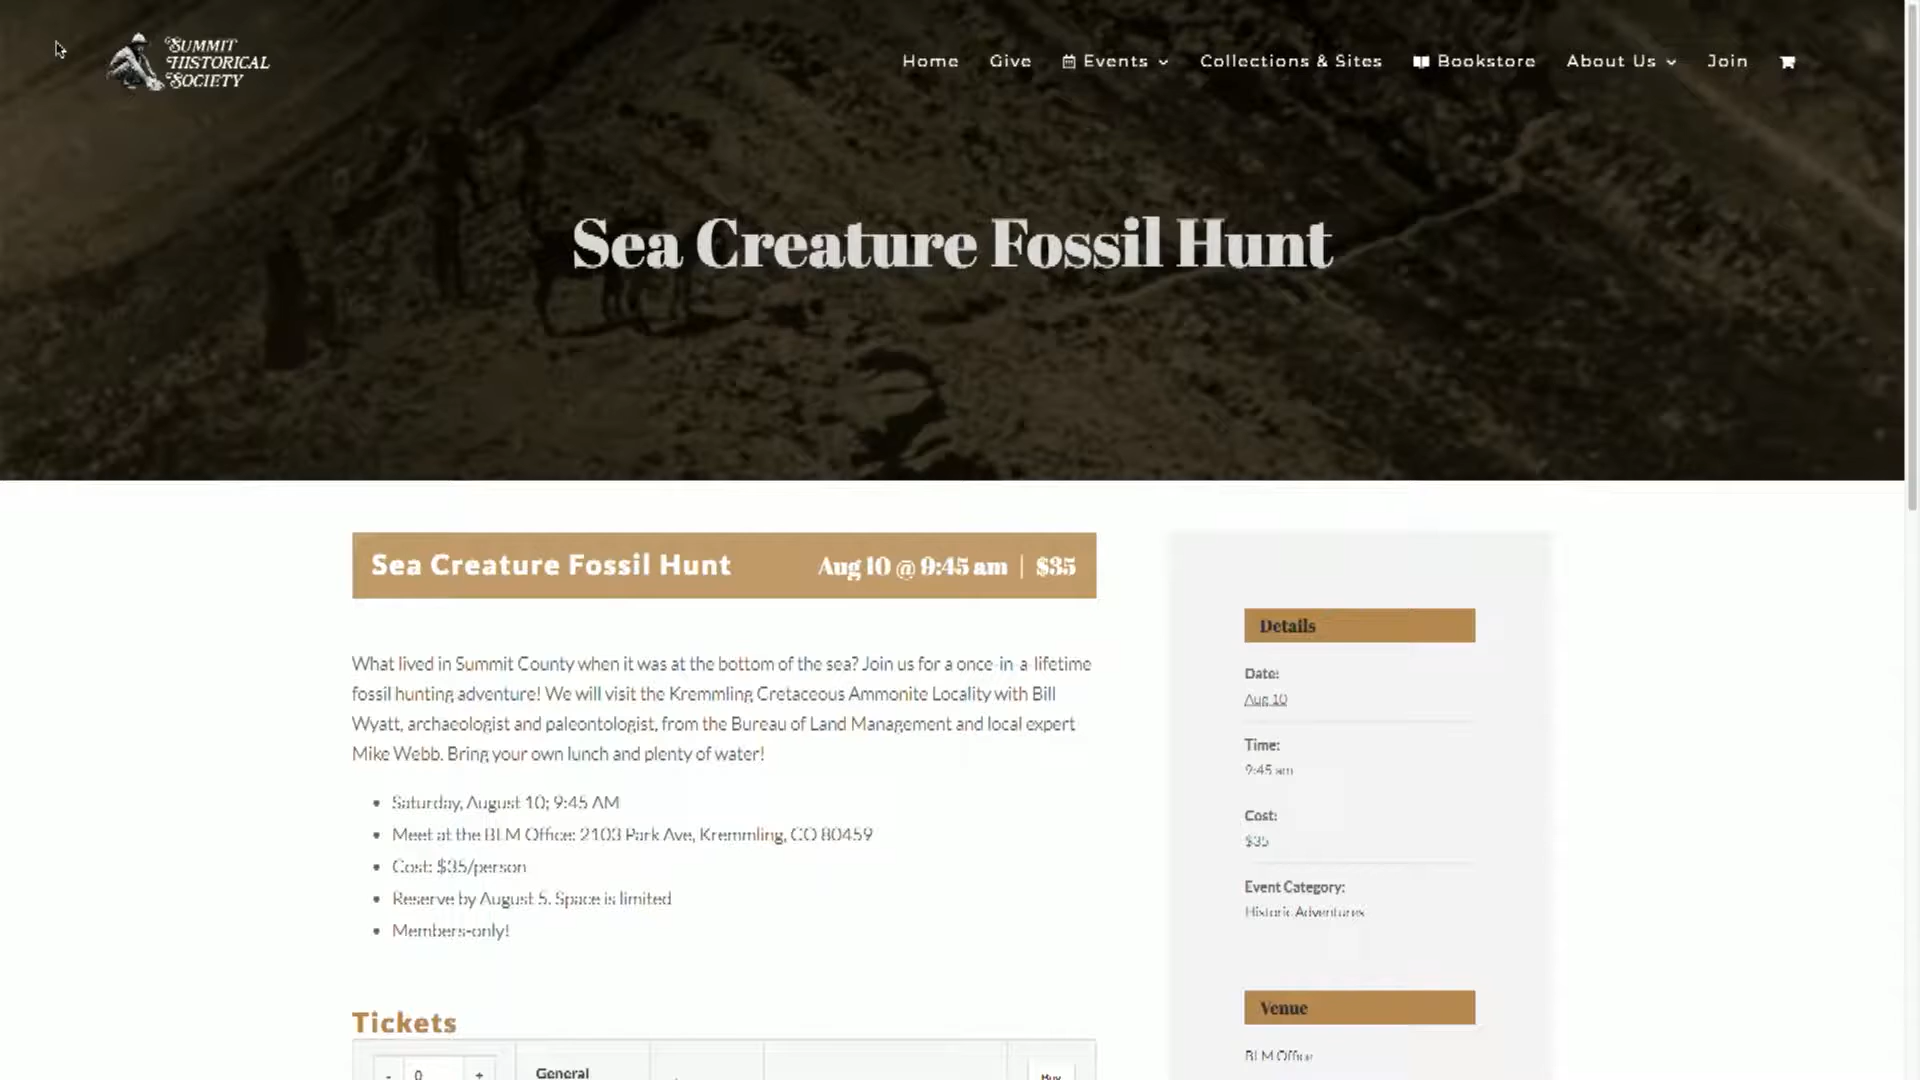 SUMMIT
HISTORICAL
SOCIETY
Home Give Events Collections & Sites Bookstore About Us Join
Sea Creature Fossil Hunt
Sea Creature Fossil Hunt Aug 10 @ 9:45 am | $35
What lived in Summit County when it was at the bottom of the sea? Join us for a once-in-a-lifetime
fossil hunting adventure! We will visit the Kremmling Cretaceous Ammonite Locality with Bill
Wyatt, archaeologist and paleontologist, from the Bureau of Land Management and local expert
Mike Webb. Bring your own lunch and plenty of water!
• Saturday, August 10; 9:45 AM
• Meet at the BLM Office: 2103 Park Ave, Kremmling, CO 80459
• Cost: $35/person
• Reserve by August 5. Space is limited
• Members-only!
Tickets
- 0 + General Buy
Details
Date:
Aug 10
Time:
9:45 am
Cost:
$35
Event Category:
Historic Adventures
Venue
BLM Office